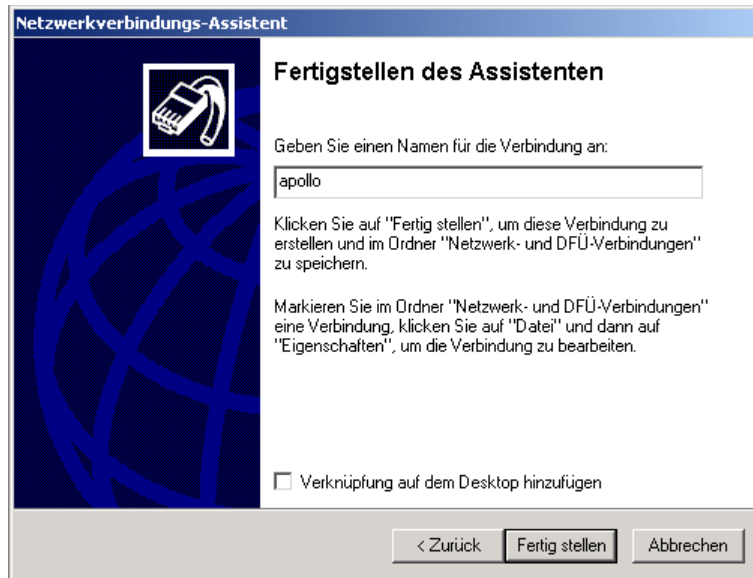 Netzwerkverbindungs-Assistent
Fertigstellen des Assistenten
Geben Sie einen Namen für die Verbindung an:
apollo
Klicken Sie auf "Fertig stellen", um diese Verbindung zu
erstellen und im Ordner "Netzwerk- und DFÜ-Verbindungen"
zu speichern.
Markieren Sie im Ordner "Netzwerk- und DFÜ-Verbindungen"
eine Verbindung, klicken Sie auf "Datei" und dann auf
"Eigenschaften", um die Verbindung zu bearbeiten.
Verknüpfung auf dem Desktop hinzufügen
< Zurück Fertig stellen Abbrechen